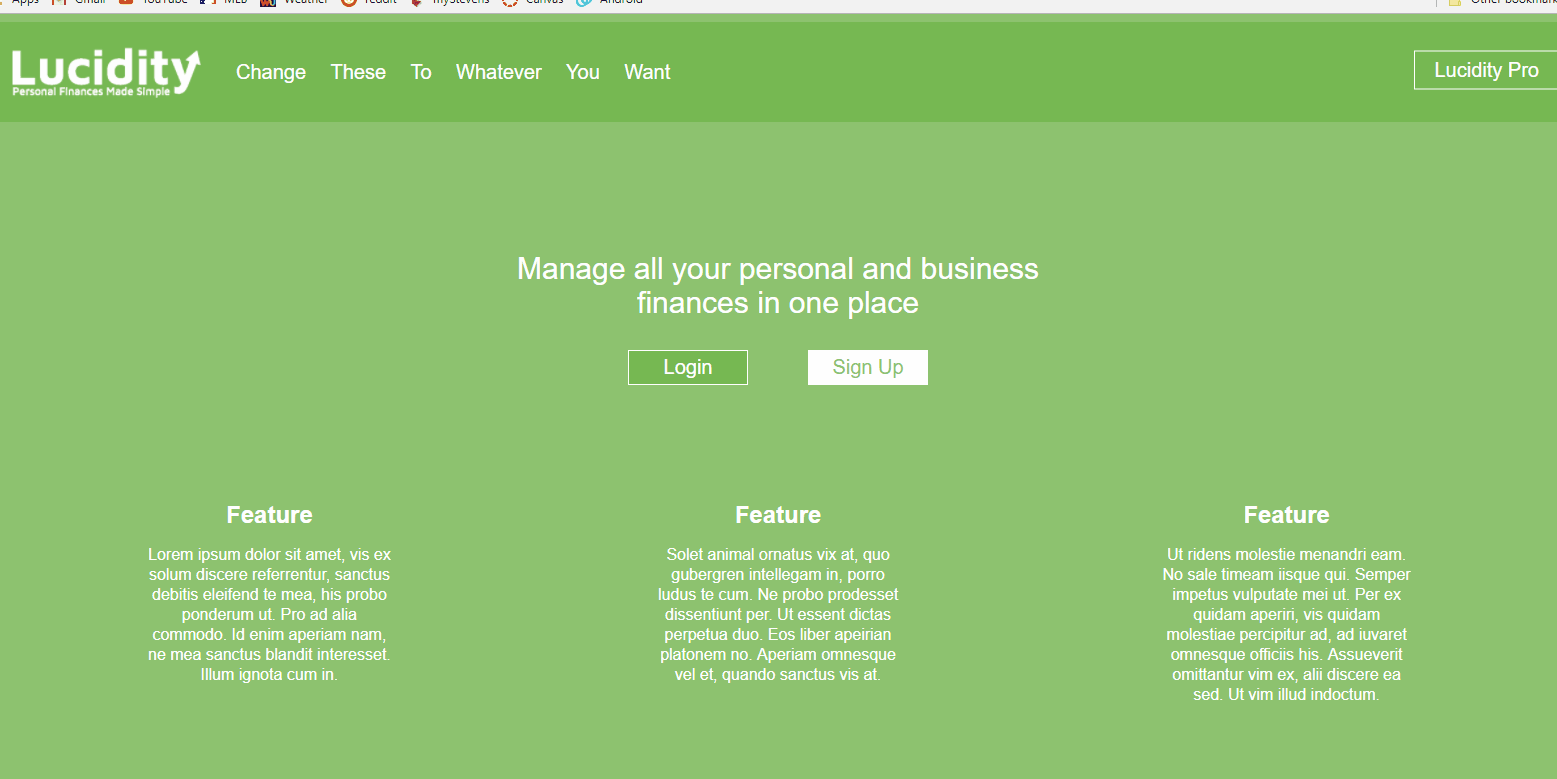 Apps Gmail YouTube MLB Weather reddit myStevens Canvas Android Other bookmark
Lucidity
Personal Finances Made Simple
Change These To Whatever You Want
Lucidity Pro
Manage all your personal and business
finances in one place
Login
Sign Up
Feature
Lorem ipsum dolor sit amet, vis ex
solum discere referrentur, sanctus
debitis eleifend te mea, his probo
ponderum ut. Pro ad alia
commodo. Id enim aperiam nam,
ne mea sanctus blandit interesset.
Illum ignota cum in.
Feature
Solet animal ornatus vix at, quo
gubergren intellegam in, porro
ludus te cum. Ne probo prodesset
dissentiunt per. Ut essent dictas
perpetua duo. Eos liber apeirian
platonem no. Aperiam omnesque
vel et, quando sanctus vis at.
Feature
Ut ridens molestie menandri eam.
No sale timeam iisque qui. Semper
impetus vulputate mei ut. Per ex
quidam aperiri, vis quidam
molestiae percipitur ad, ad iuvaret
omnesque officiis his. Assueverit
omittantur vim ex, alii discere ea
sed. Ut vim illud indoctum.